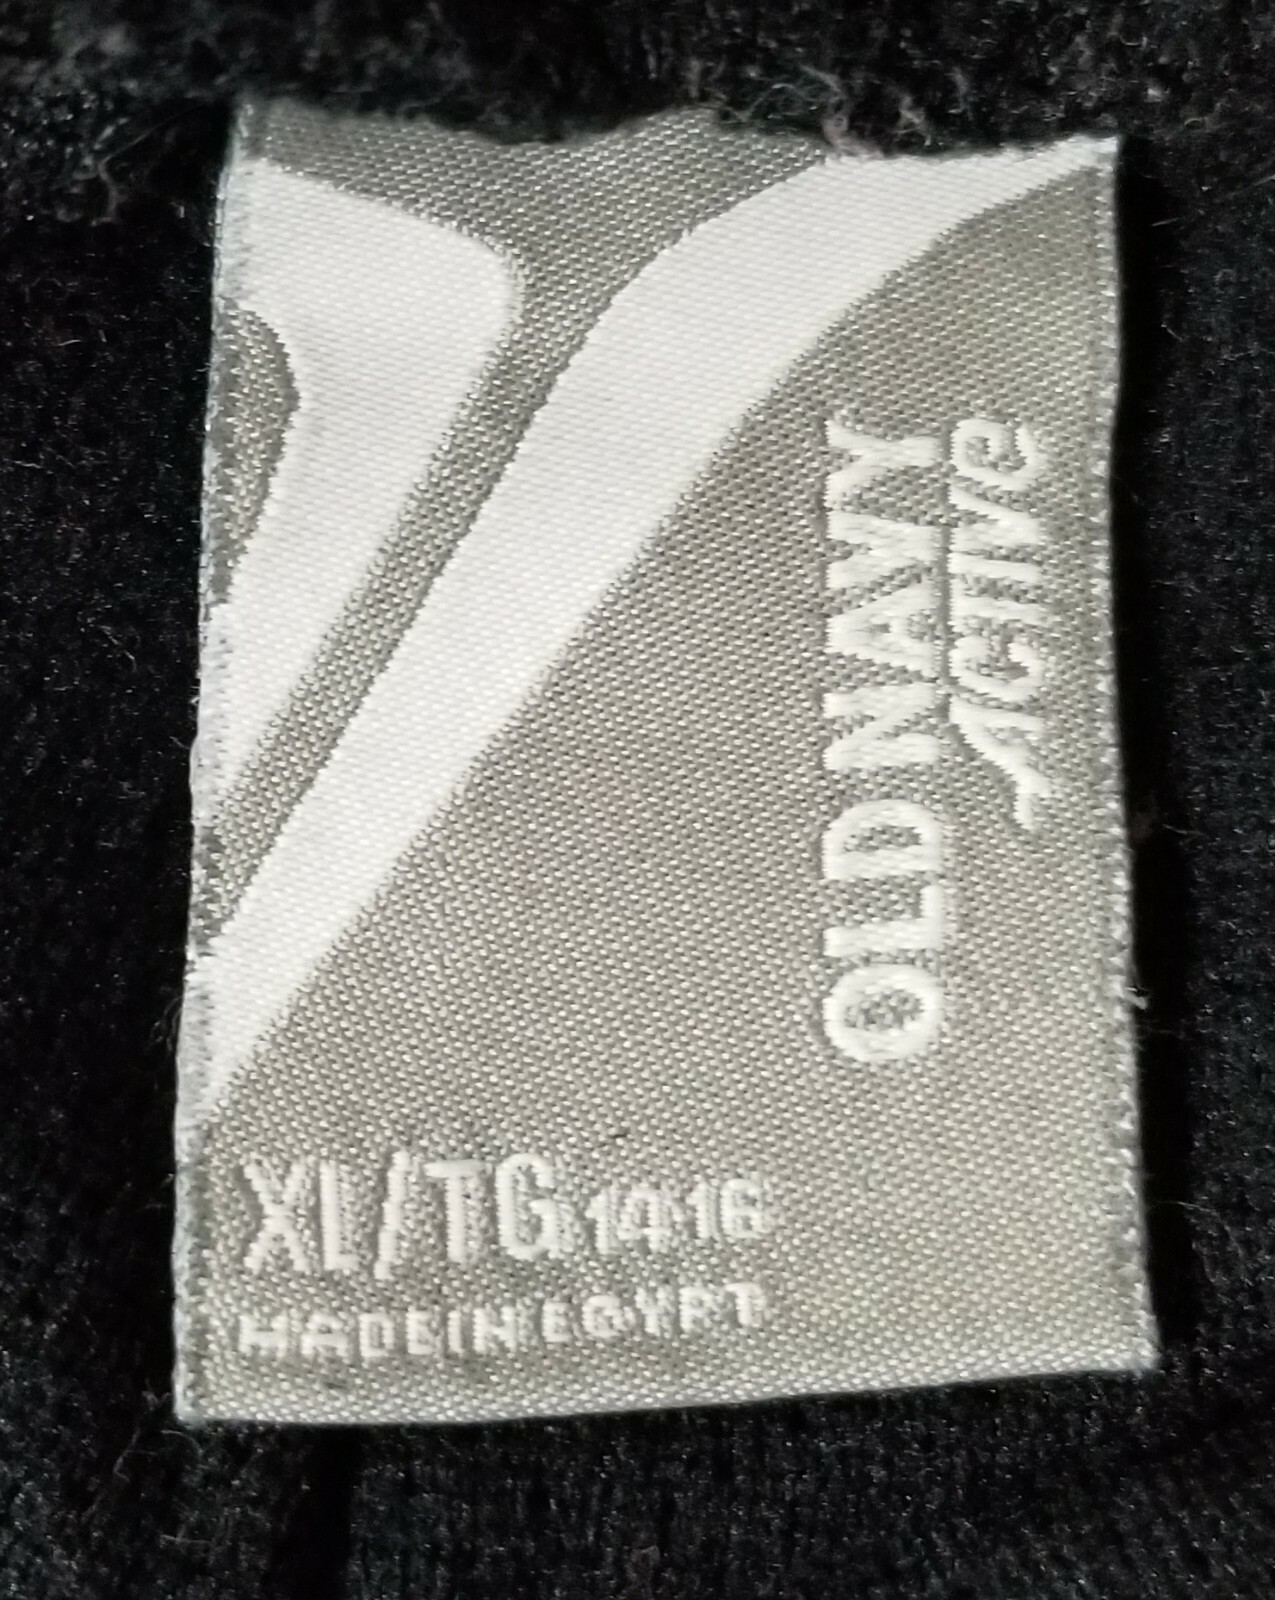 OLD NAVY
ACTIVE
XL/TG 14-16
MADE IN EGYPT